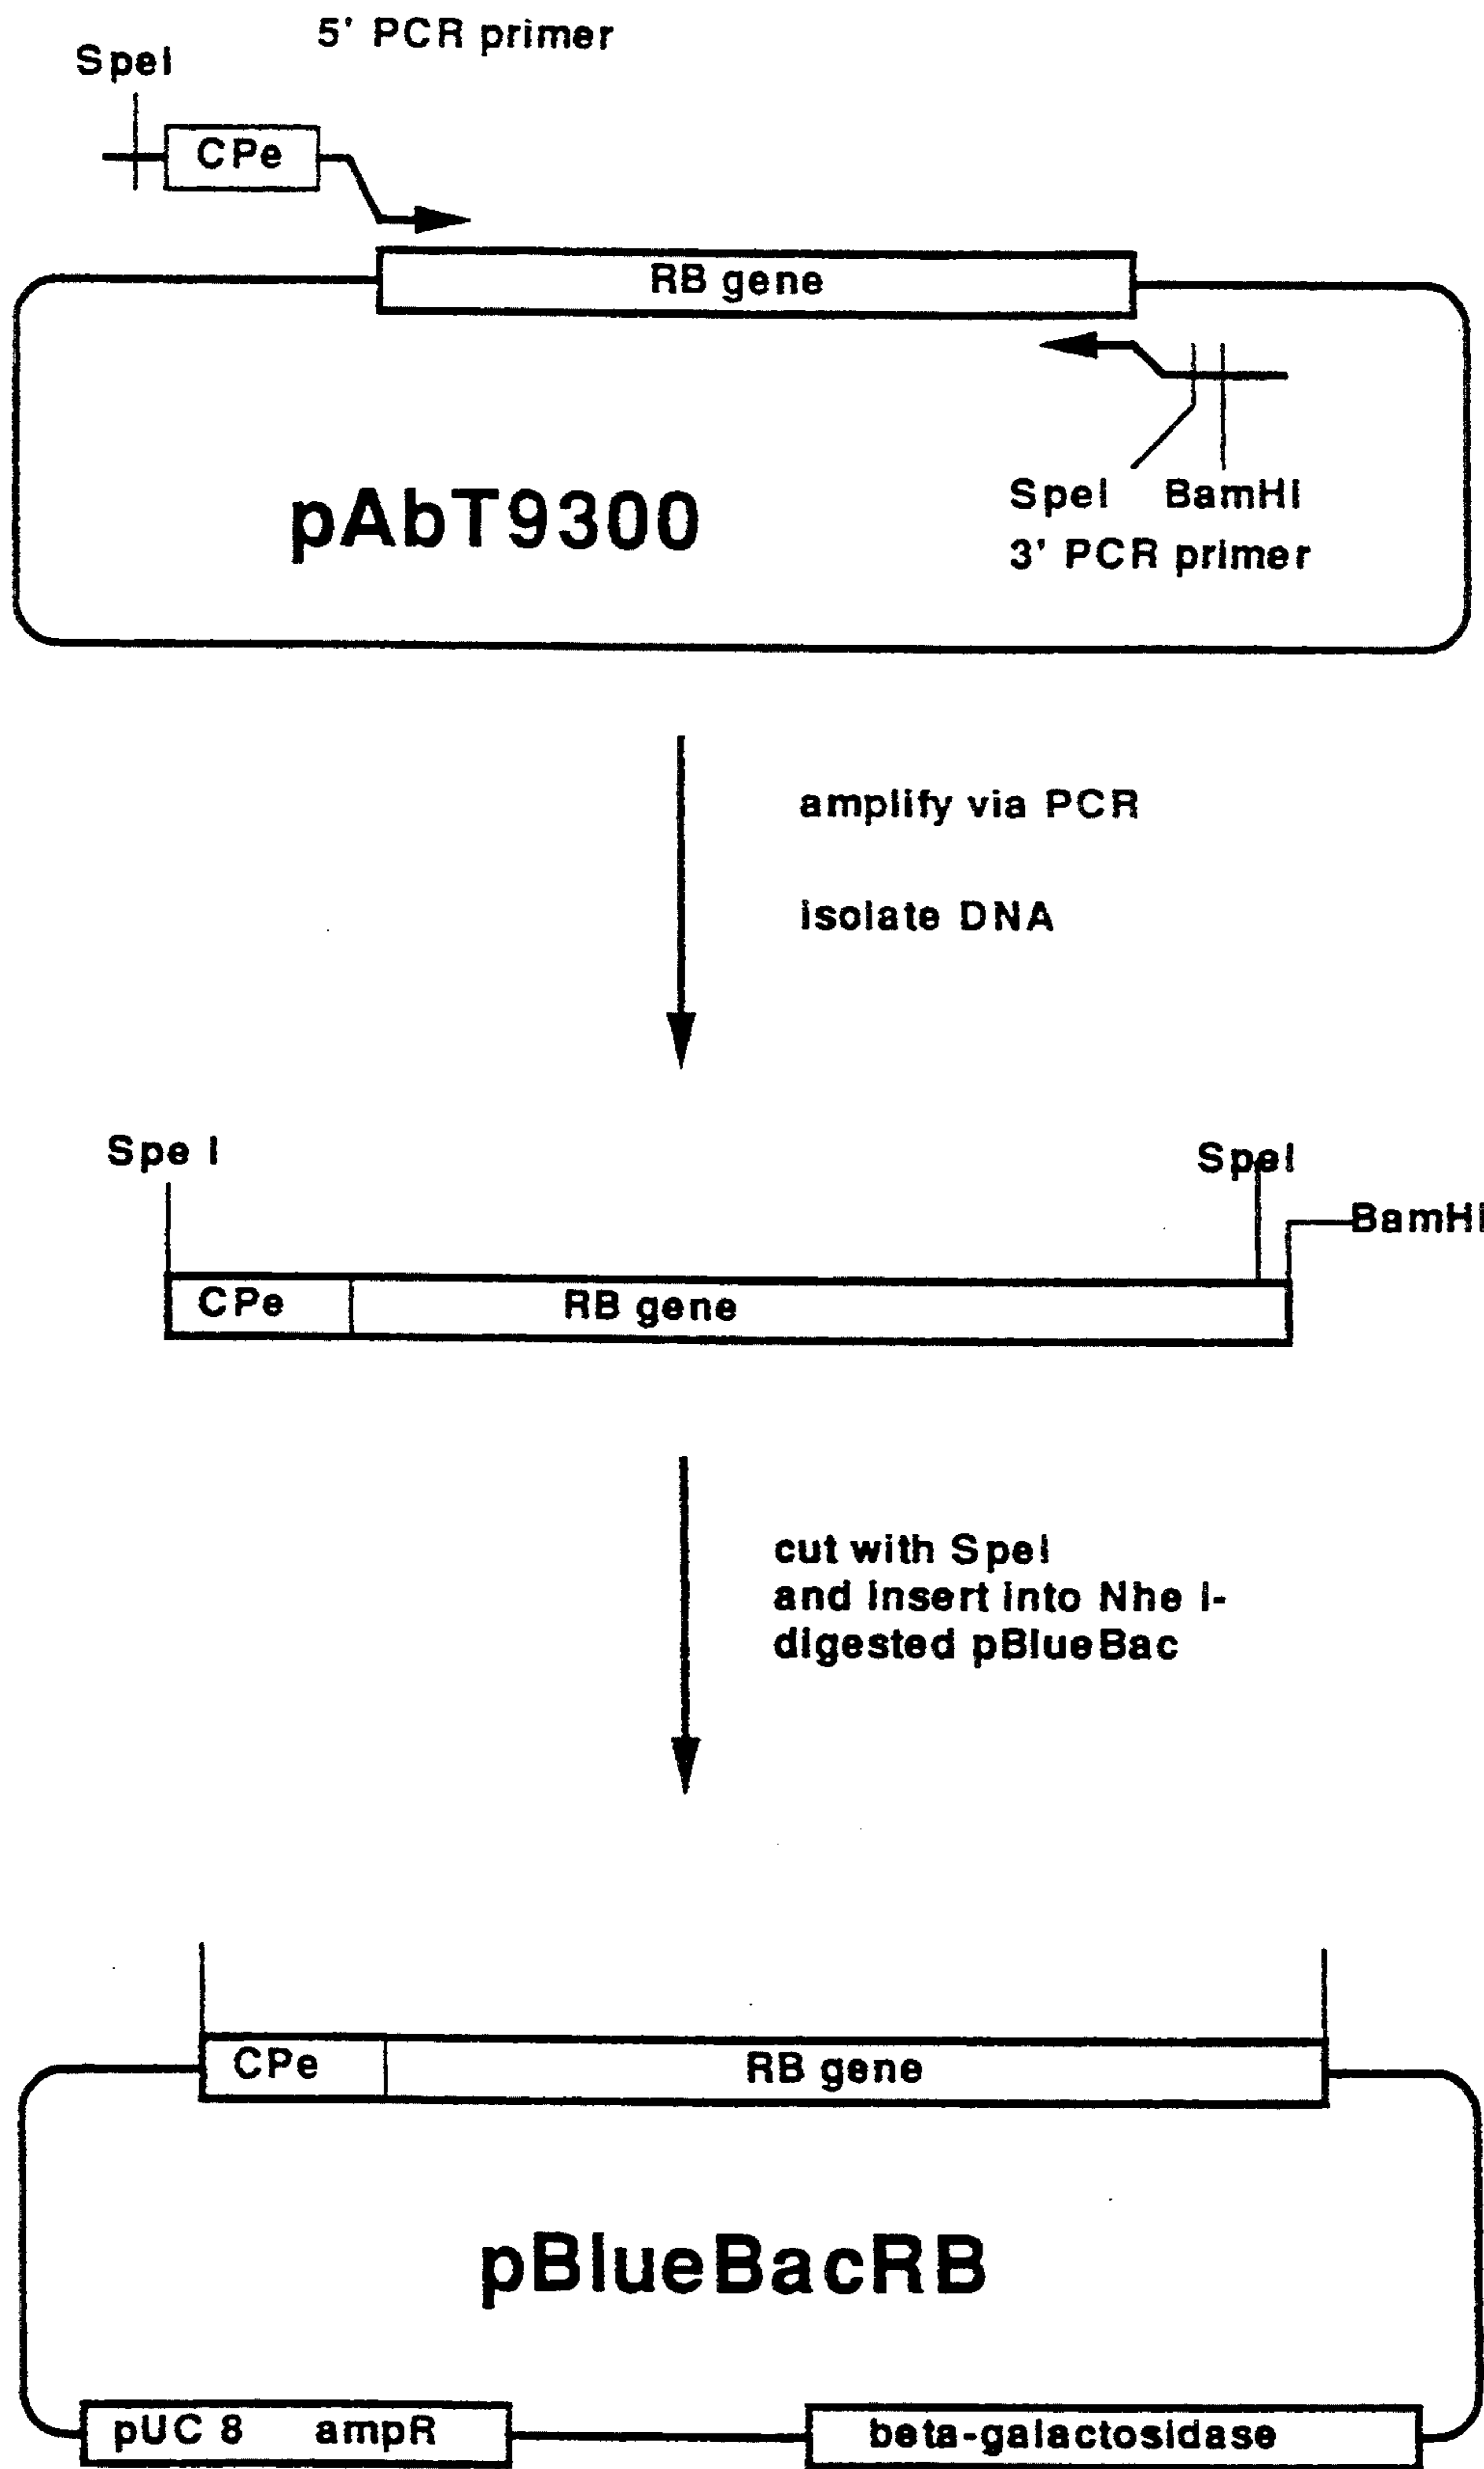 5' PCR primer
SpeI
CPe
RB gene
pAbT9300
SpeI BamHI
3' PCR primer
amplify via PCR
isolate DNA
Spe I
SpeI
BamHI
CPe
RB gene
cut with SpeI
and insert into Nhe I-
digested pBlueBac
CPe
RB gene
pBlueBacRB
pUC 8 ampR
beta-galactosidase